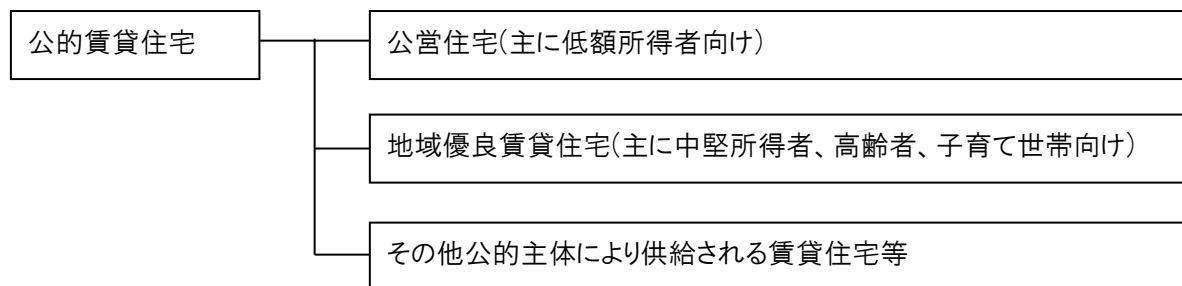 公的賃貸住宅
公営住宅(主に低額所得者向け)
地域優良賃貸住宅(主に中堅所得者、高齢者、子育て世帯向け)
その他公的主体により供給される賃貸住宅等